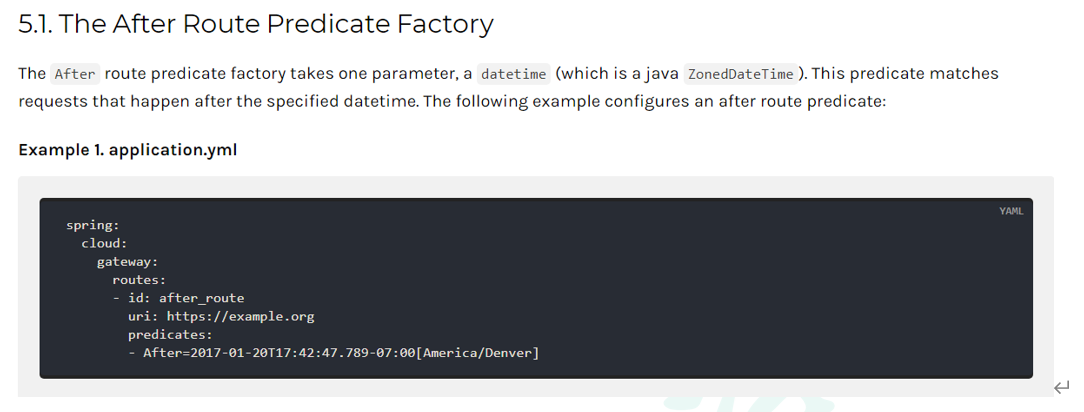 5.1. The After Route Predicate Factory
The After route predicate factory takes one parameter, a datetime (which is a java ZonedDateTime ). This predicate matches
requests that happen after the specified datetime. The following example configures an after route predicate:
Example 1. application.yml
YAML
spring:
  cloud:
    gateway:
      routes:
      - id: after_route
        uri: https://example.org
        predicates:
        - After=2017-01-20T17:42:47.789-07:00[America/Denver]